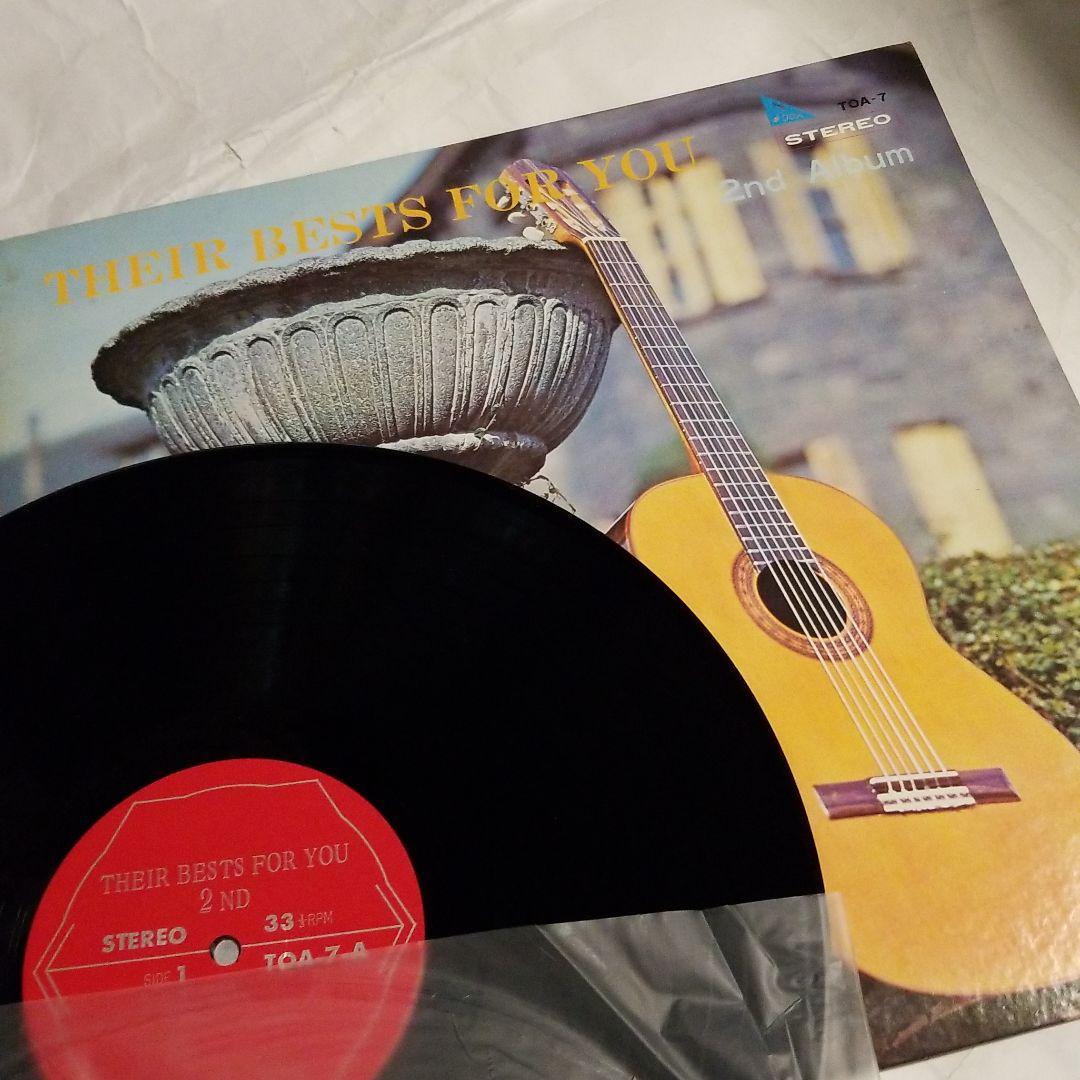 TOA-7
STEREO
2nd Album
THEIR BESTS FOR YOU
THEIR BESTS FOR YOU
2 ND
STEREO
33⅓RPM
SIDE 1
TOA-7-A